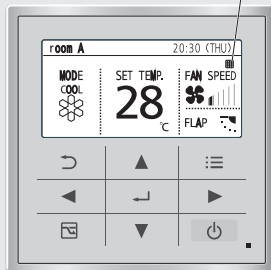 room A 20:30 (THU)
MODE SET TEMP. FAN SPEED
COOL
28
℃
FLAP